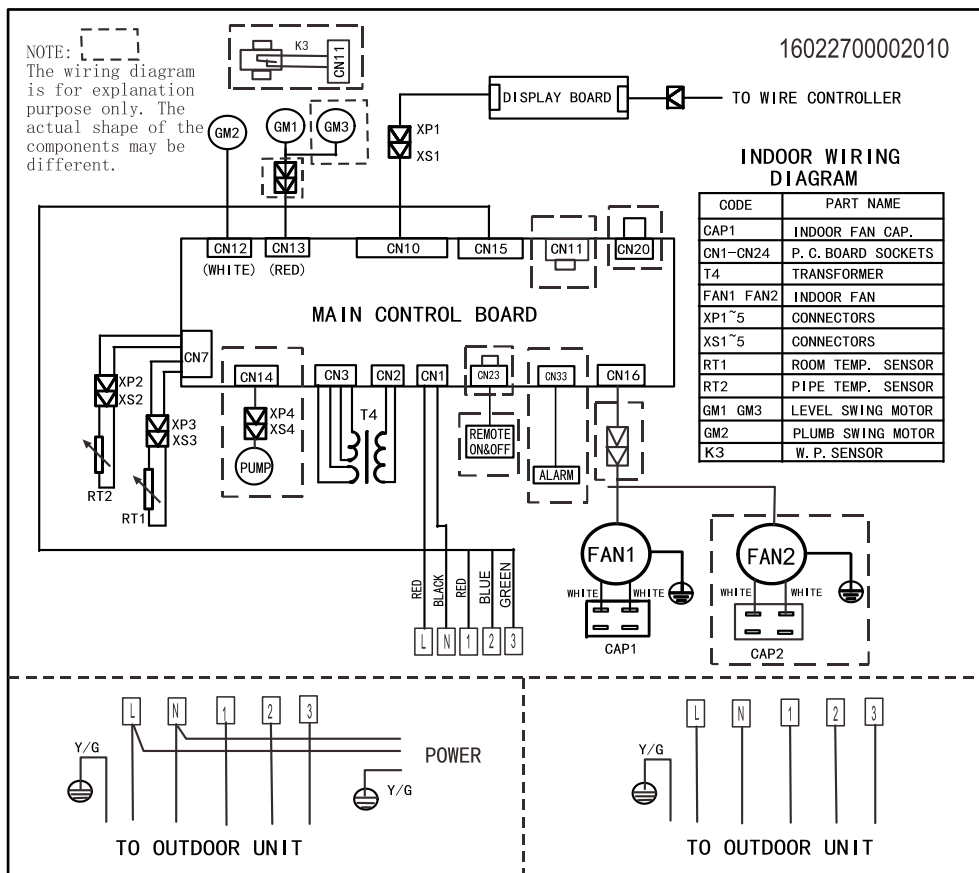 NOTE:
The wiring diagram
is for explanation
purpose only. The
actual shape of the
components may be
different.
K3
CN11
16022700002010
GM2
GM1
GM3
XP1
XS1
DISPLAY BOARD
TO WIRE CONTROLLER
INDOOR WIRING
DIAGRAM
CODE PART NAME
CAP1 INDOOR FAN CAP.
CN1-CN24 P.C.BOARD SOCKETS
T4 TRANSFORMER
FAN1 FAN2 INDOOR FAN
XP1~5 CONNECTORS
XS1~5 CONNECTORS
RT1 ROOM TEMP. SENSOR
RT2 PIPE TEMP. SENSOR
GM1 GM3 LEVEL SWING MOTOR
GM2 PLUMB SWING MOTOR
K3 W.P.SENSOR
CN12
(WHITE)
CN13
(RED)
CN10
CN15
CN11
CN20
MAIN CONTROL BOARD
CN7
CN14
CN3
CN2
CN1
CN23
CN33
CN16
XP2
XS2
XP3
XS3
RT2
RT1
XP4
XS4
PUMP
T4
REMOTE
ON&OFF
ALARM
FAN1
FAN2
WHITE
WHITE
WHITE
WHITE
CAP1
CAP2
RED
BLACK
RED
BLUE
GREEN
L N 1 2 3
L N 1 2 3
Y/G
POWER
Y/G
TO OUTDOOR UNIT
L N 1 2 3
Y/G
TO OUTDOOR UNIT